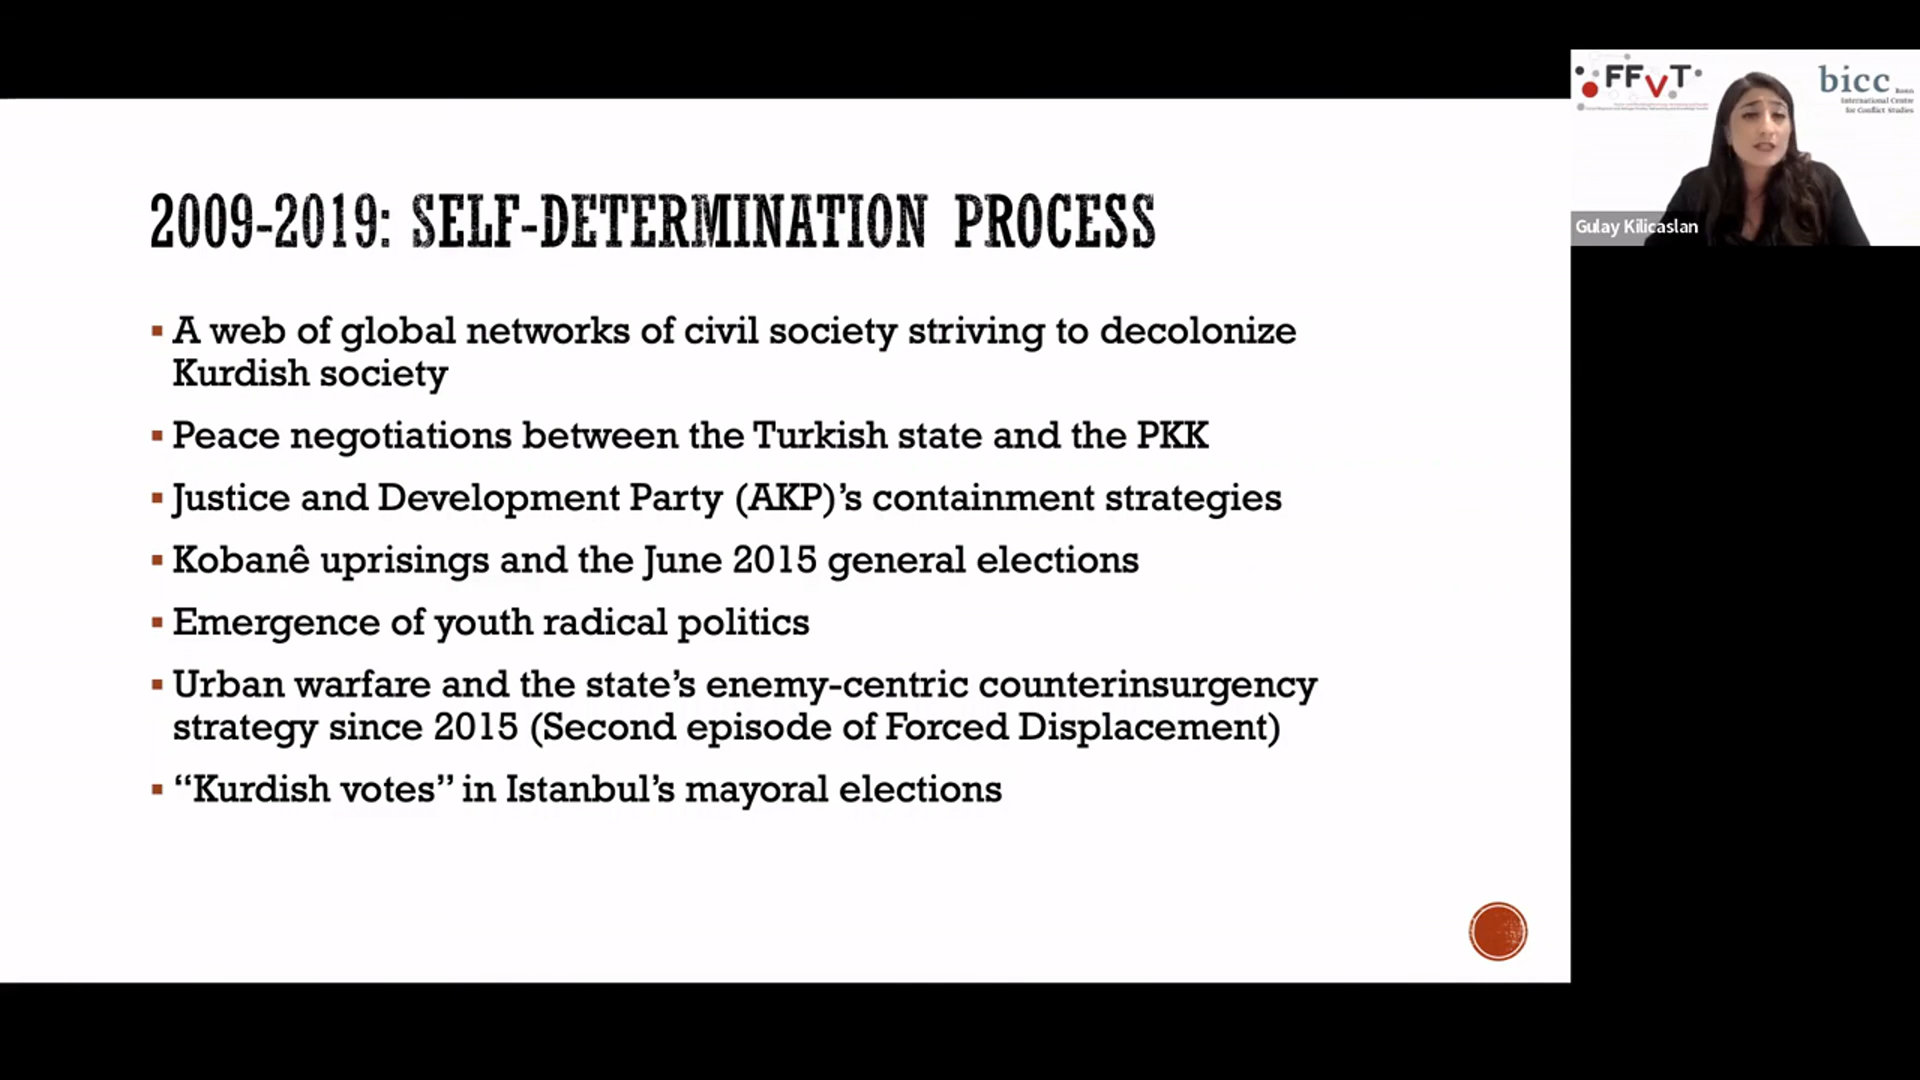 2009-2019: SELF-DETERMINATION PROCESS
▪ A web of global networks of civil society striving to decolonize
Kurdish society
▪ Peace negotiations between the Turkish state and the PKK
▪ Justice and Development Party (AKP)’s containment strategies
▪ Kobanê uprisings and the June 2015 general elections
▪ Emergence of youth radical politics
▪ Urban warfare and the state’s enemy-centric counterinsurgency
strategy since 2015 (Second episode of Forced Displacement)
▪ “Kurdish votes” in Istanbul’s mayoral elections
FFVT
bicc Bonn
International Centre
for Conflict Studies
Gulay Kilicaslan